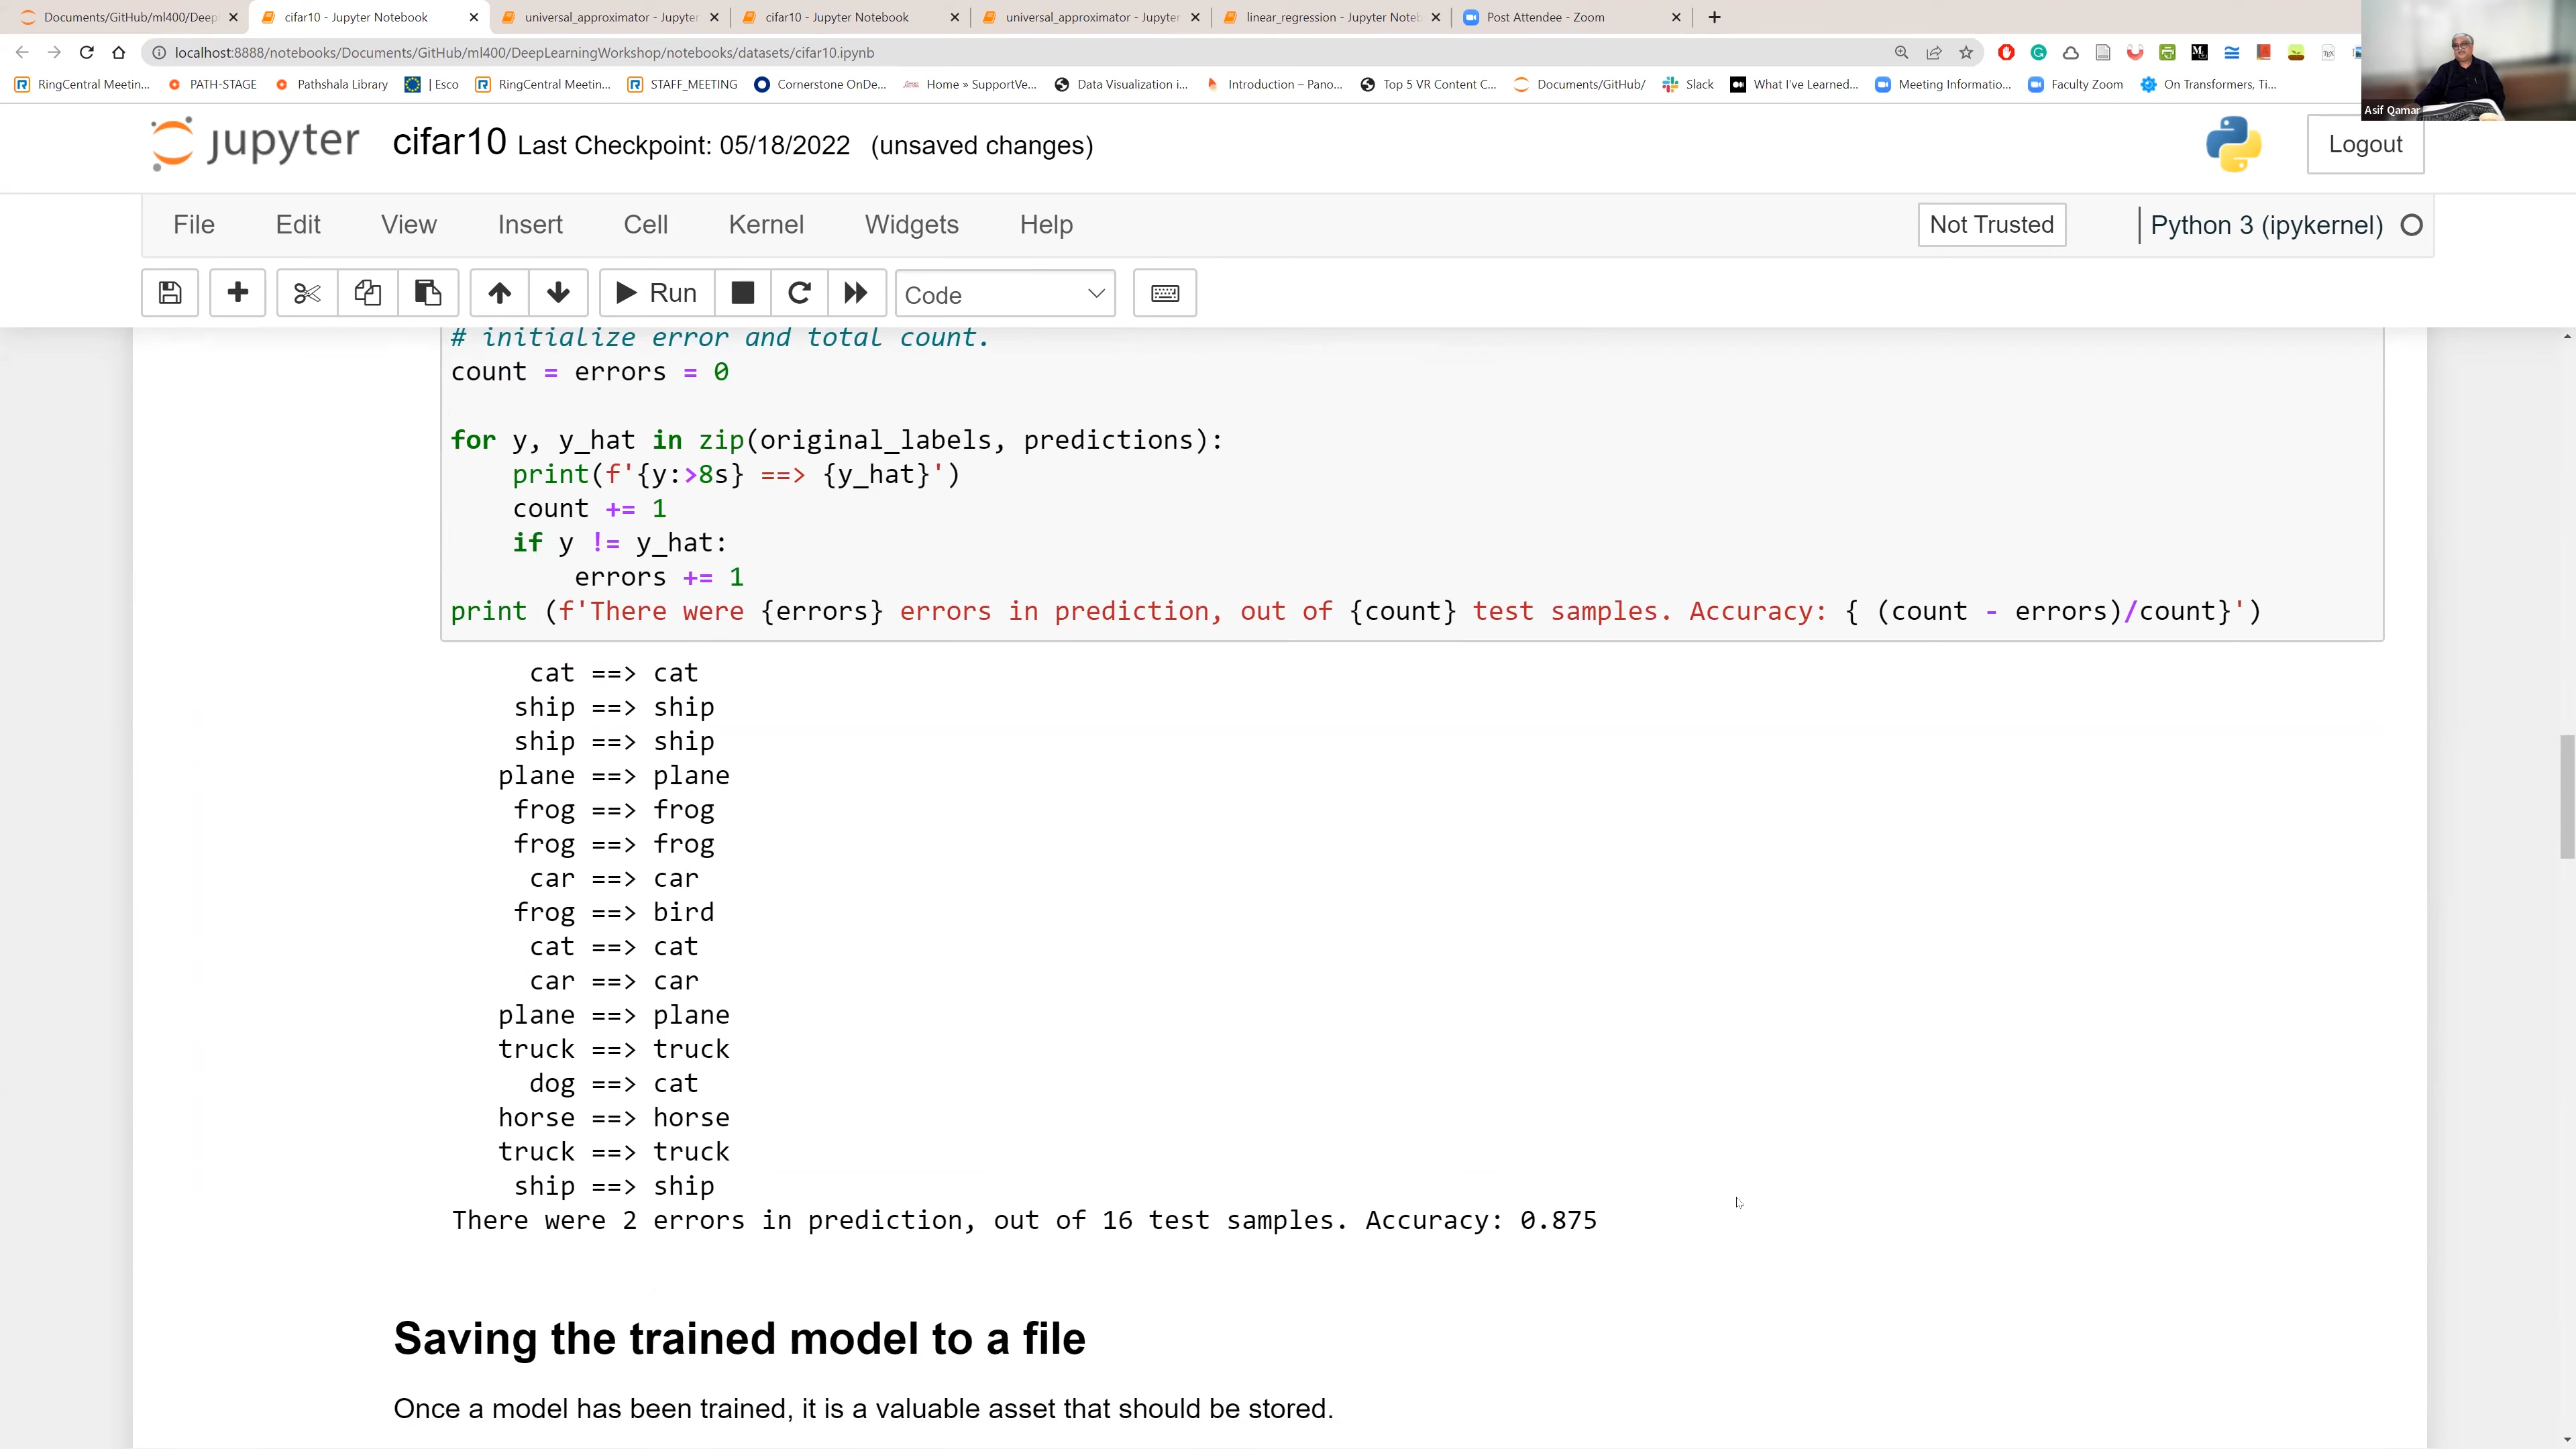 Documents/GitHub/ml400/Deep
cifar10 - Jupyter Notebook
universal_approximator - Jupyter
cifar10 - Jupyter Notebook
universal_approximator - Jupyter
linear_regression - Jupyter Noteb
Post Attendee - Zoom
localhost:8888/notebooks/Documents/GitHub/ml400/DeepLearningWorkshop/notebooks/datasets/cifar10.ipynb
RingCentral Meetin...
PATH-STAGE
Pathshala Library
| Esco
RingCentral Meetin...
STAFF_MEETING
Cornerstone OnDe...
Home » SupportVe...
Data Visualization i...
Introduction – Pano...
Top 5 VR Content C...
Documents/GitHub/
Slack
What I've Learned...
Meeting Informatio...
Faculty Zoom
On Transformers, Ti...
Asif Qamar
jupyter cifar10 Last Checkpoint: 05/18/2022 (unsaved changes)
Logout
File Edit View Insert Cell Kernel Widgets Help
Not Trusted
Python 3 (ipykernel)
Run
Code
# initialize error and total count.
count = errors = 0
for y, y_hat in zip(original_labels, predictions):
print(f'{y:>8s} ==> {y_hat}')
count += 1
if y != y_hat:
errors += 1
print (f'There were {errors} errors in prediction, out of {count} test samples. Accuracy: { (count - errors)/count}')
cat ==> cat
ship ==> ship
ship ==> ship
plane ==> plane
frog ==> frog
frog ==> frog
car ==> car
frog ==> bird
cat ==> cat
car ==> car
plane ==> plane
truck ==> truck
dog ==> cat
horse ==> horse
truck ==> truck
ship ==> ship
There were 2 errors in prediction, out of 16 test samples. Accuracy: 0.875
Saving the trained model to a file
Once a model has been trained, it is a valuable asset that should be stored.